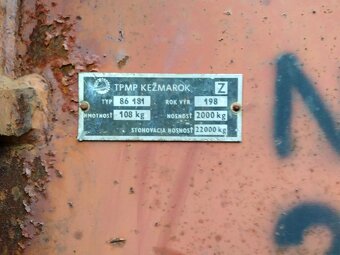 TPMP KEŽMAROK Z
TYP 86 181 ROK VÝR. 198
HMOTNOSŤ 108 kg NOSNOSŤ 2000 kg
STOHOVACIA NOSNOSŤ 22000 kg